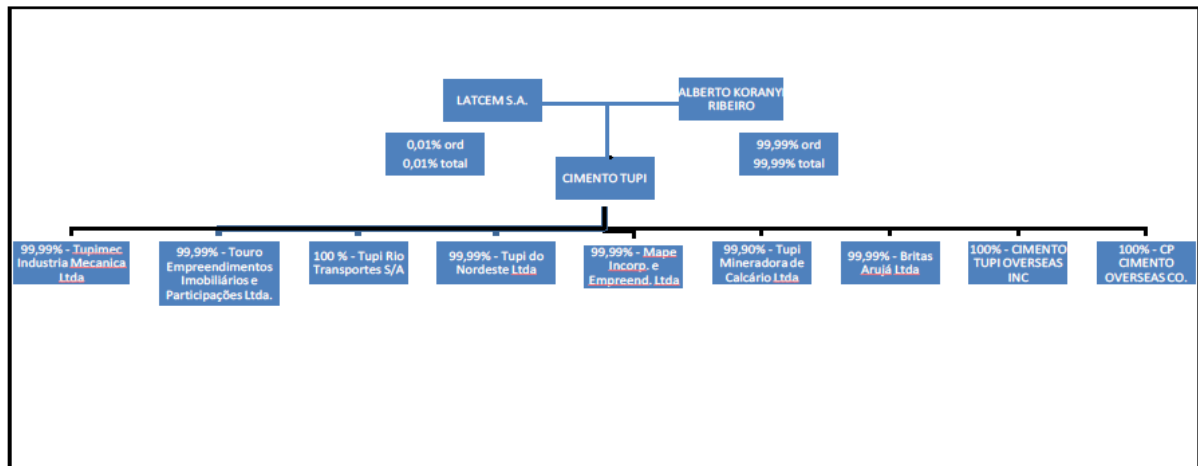 LATCEM S.A.
ALBERTO KORANYI
RIBEIRO
0,01% ord
0,01% total
99,99% ord
99,99% total
CIMENTO TUPI
99,99% - Tupimec
Industria Mecanica
Ltda
99,99% - Touro
Empreendimentos
Imobiliários e
Participações Ltda.
100 % - Tupi Rio
Transportes S/A
99,99% - Tupi do
Nordeste Ltda
99,99% - Mape
Incorp. e
Empreend. Ltda
99,90% - Tupi
Mineradora de
Calcário Ltda
99,99% - Britas
Arujá Ltda
100% - CIMENTO
TUPI OVERSEAS
INC
100% - CP
CIMENTO
OVERSEAS CO.